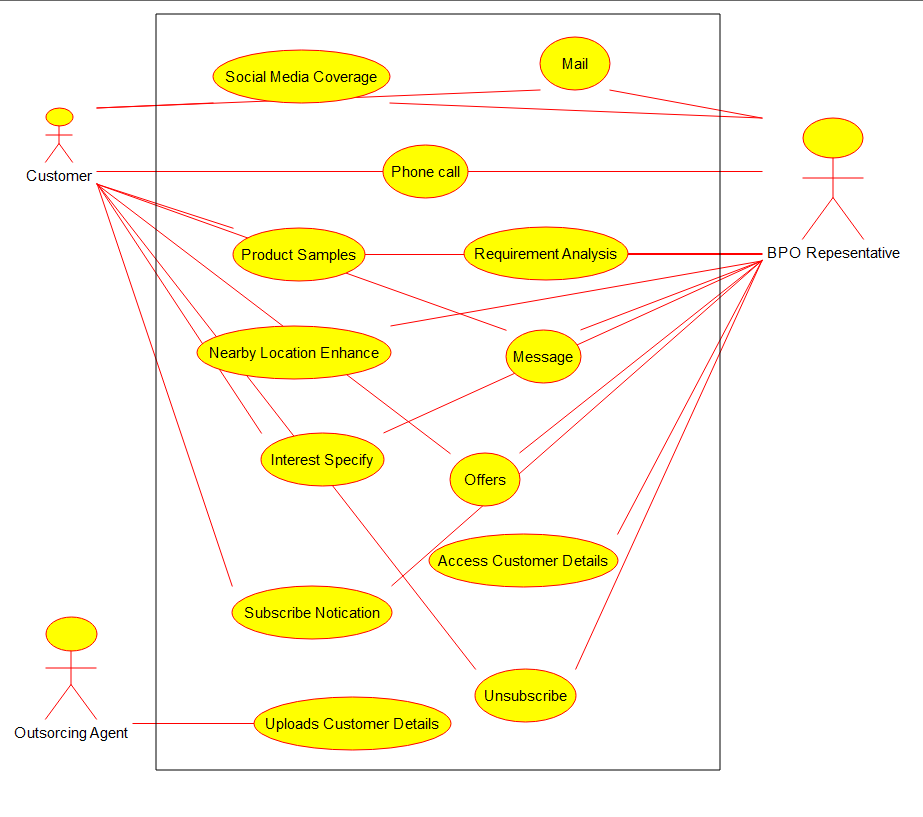 Social Media Coverage
Mail
Customer
Phone call
BPO Repesentative
Product Samples
Requirement Analysis
Nearby Location Enhance
Message
Interest Specify
Offers
Access Customer Details
Subscribe Notication
Unsubscribe
Outsorcing Agent
Uploads Customer Details